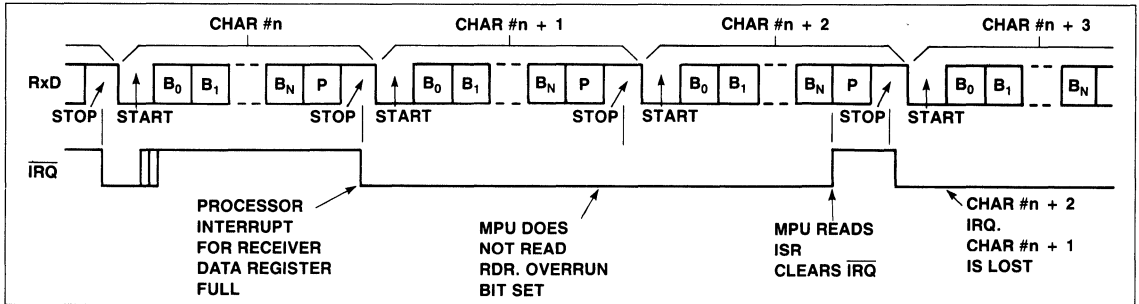 CHAR #n CHAR #n + 1 CHAR #n + 2 CHAR #n + 3
RxD B0 B1 BN P B0 B1 BN P B0 B1 BN P B0 B1 BN
STOP START STOP START STOP START STOP START
IRQ
PROCESSOR
INTERRUPT
FOR RECEIVER
DATA REGISTER
FULL
MPU DOES
NOT READ
RDR. OVERRUN
BIT SET
MPU READS
ISR
CLEARS IRQ
CHAR #n + 2
IRQ.
CHAR #n + 1
IS LOST